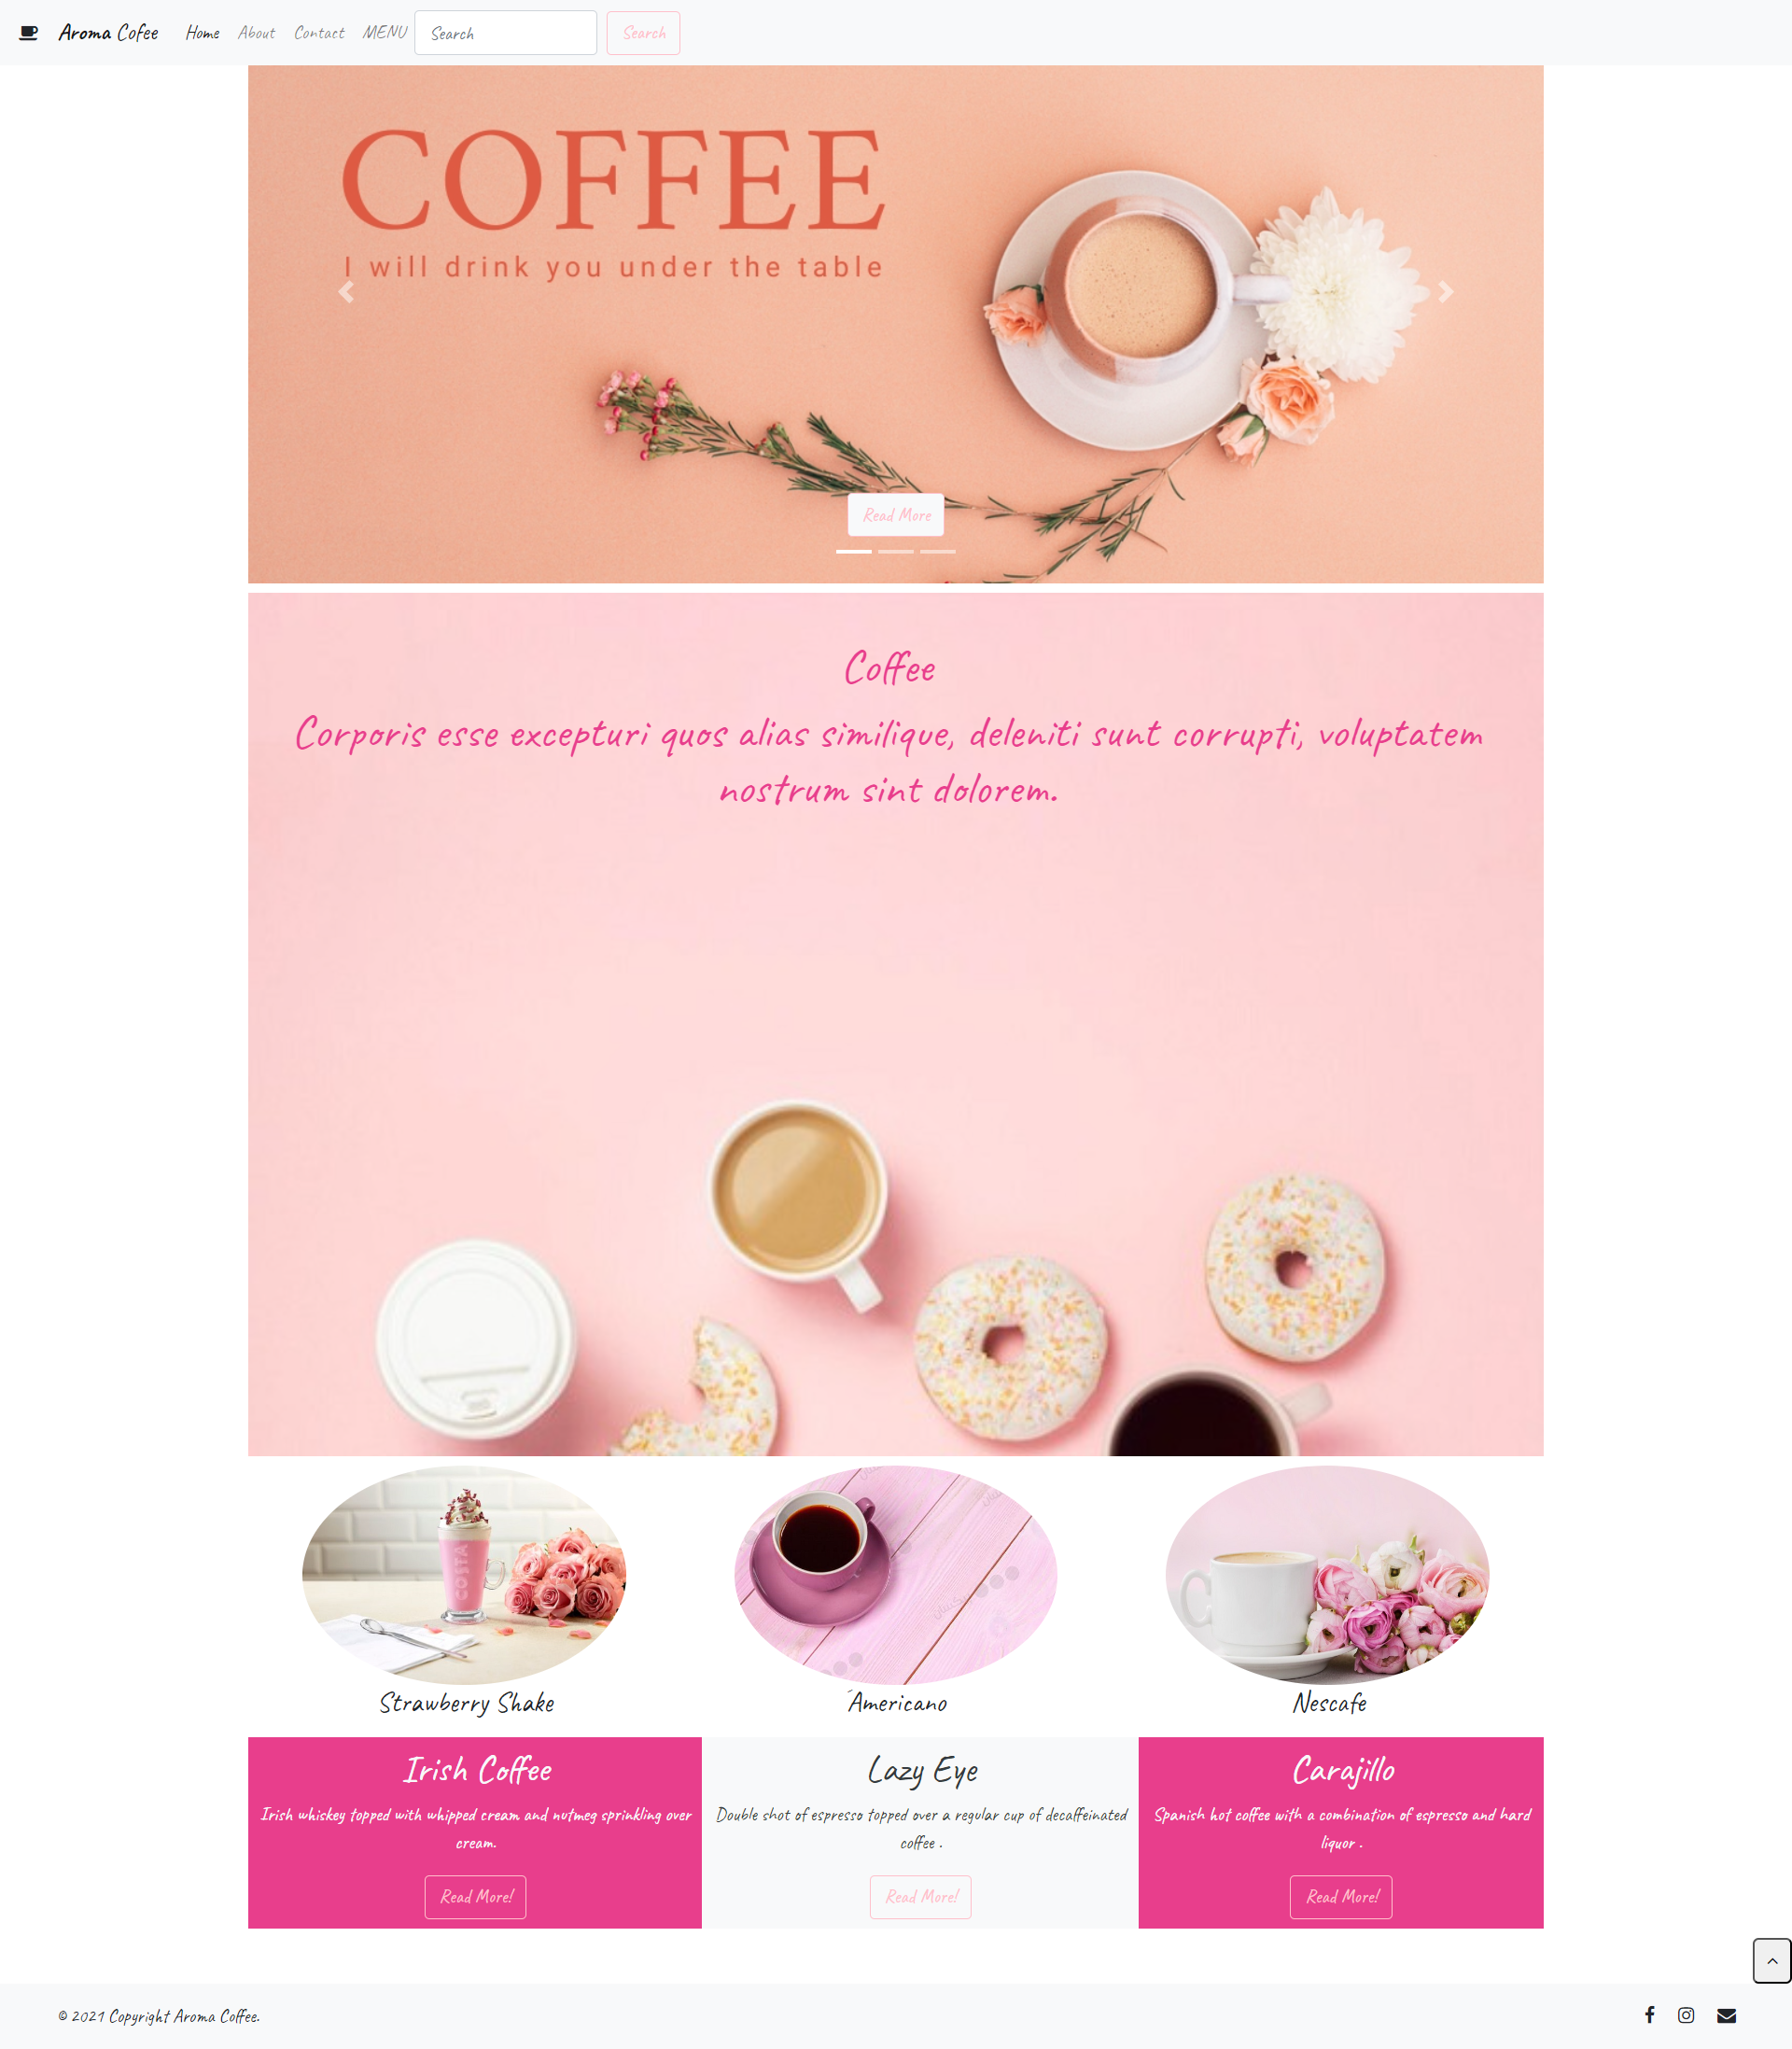 Aroma Cofee Home About Contact MENU Search Search
COFFEE
I will drink you under the table
Read More
Coffee
Corporis esse excepturi quos alias similique, deleniti sunt corrupti, voluptatem
nostrum sint dolorem.
COSTA
Strawberry Shake
Americano
Nescafe
Irish Coffee
Irish whiskey topped with whipped cream and nutmeg sprinkling over
cream.
Read More!
Lazy Eye
Double shot of espresso topped over a regular cup of decaffeinated
coffee .
Read More!
Carajillo
Spanish hot coffee with a combination of espresso and hard
liquor .
Read More!
© 2021 Copyright Aroma Coffee.